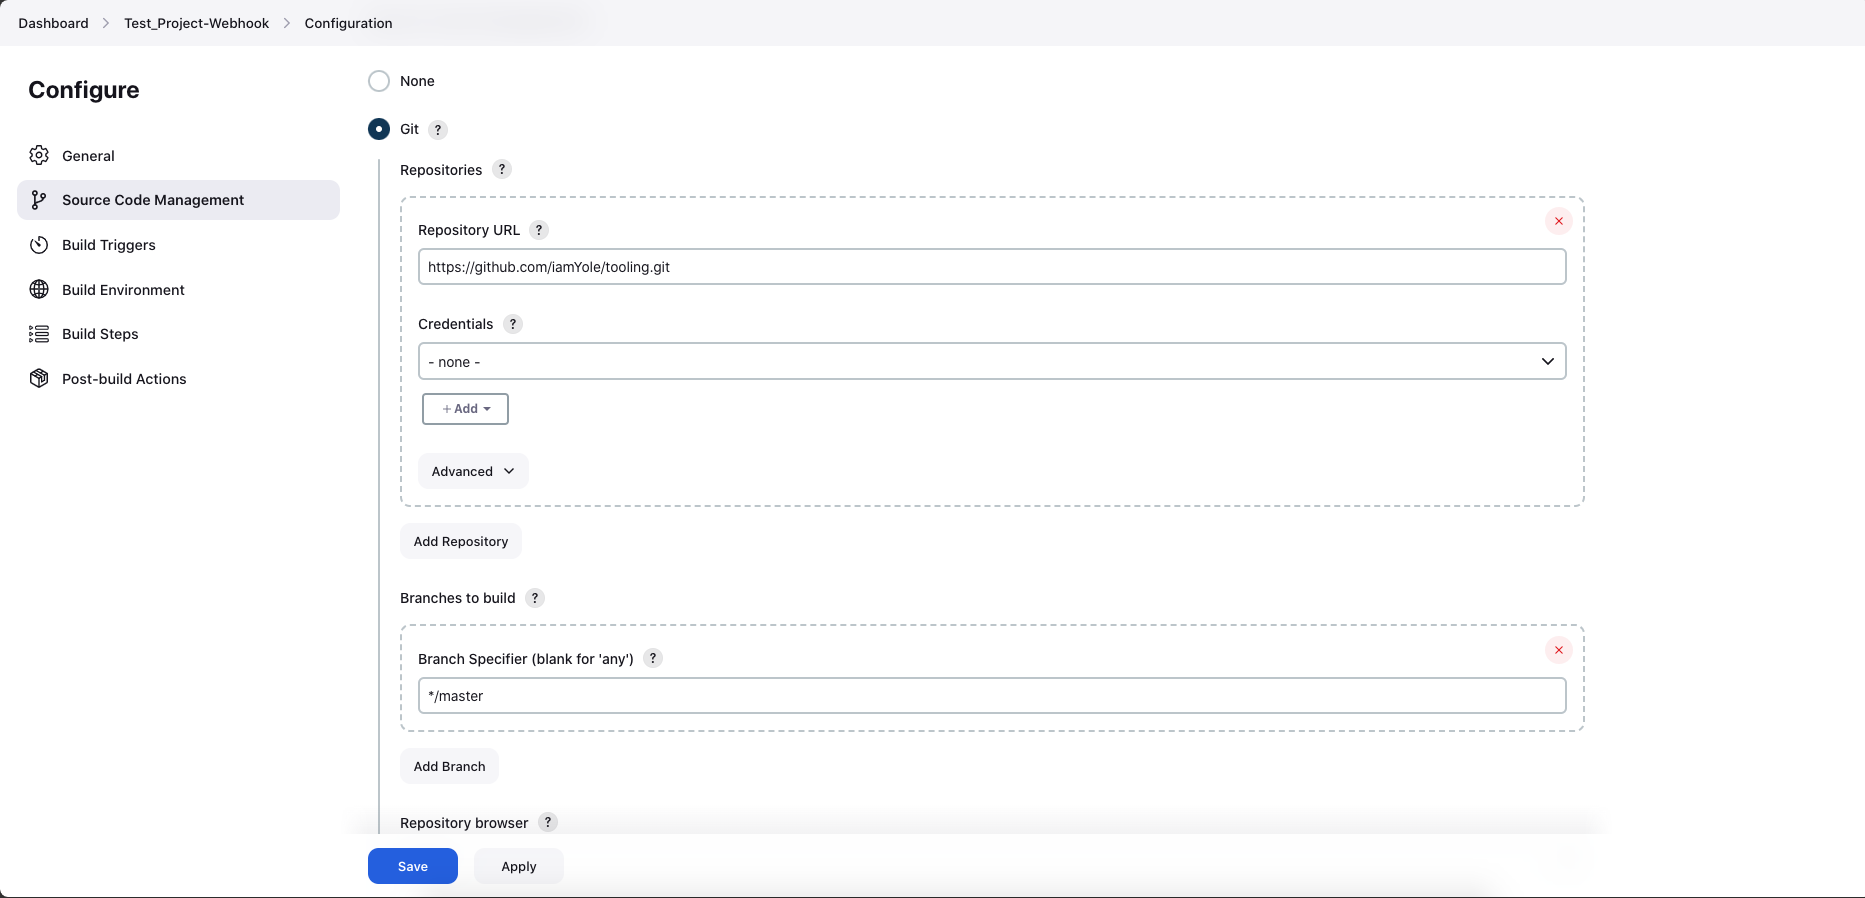 Dashboard > Test_Project-Webhook > Configuration
Configure
General
Source Code Management
Build Triggers
Build Environment
Build Steps
Post-build Actions
None
Git ?
Repositories ?
Repository URL ?
https://github.com/iamYole/tooling.git
Credentials ?
- none -
+ Add
Advanced
Add Repository
Branches to build ?
Branch Specifier (blank for 'any') ?
*/master
Add Branch
Repository browser ?
Save
Apply